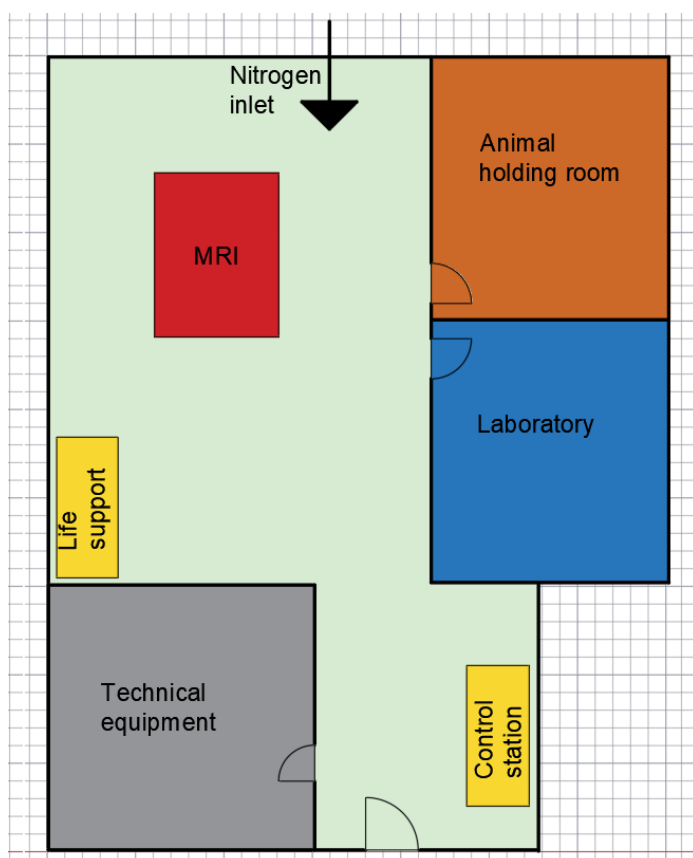 Nitrogen
inlet
Animal
holding room
MRI
Laboratory
Life
support
Technical
equipment
Control
station